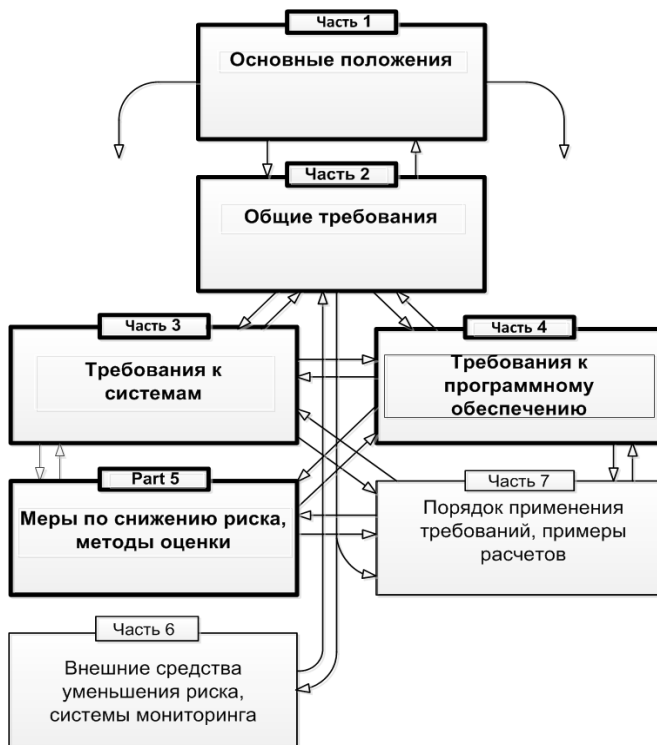 Часть 1
Основные положения
Часть 2
Общие требования
Часть 3
Требования к
системам
Часть 4
Требования к
программному
обеспечению
Part 5
Меры по снижению риска,
методы оценки
Часть 7
Порядок применения
требований, примеры
расчетов
Часть 6
Внешние средства
уменьшения риска,
системы мониторинга